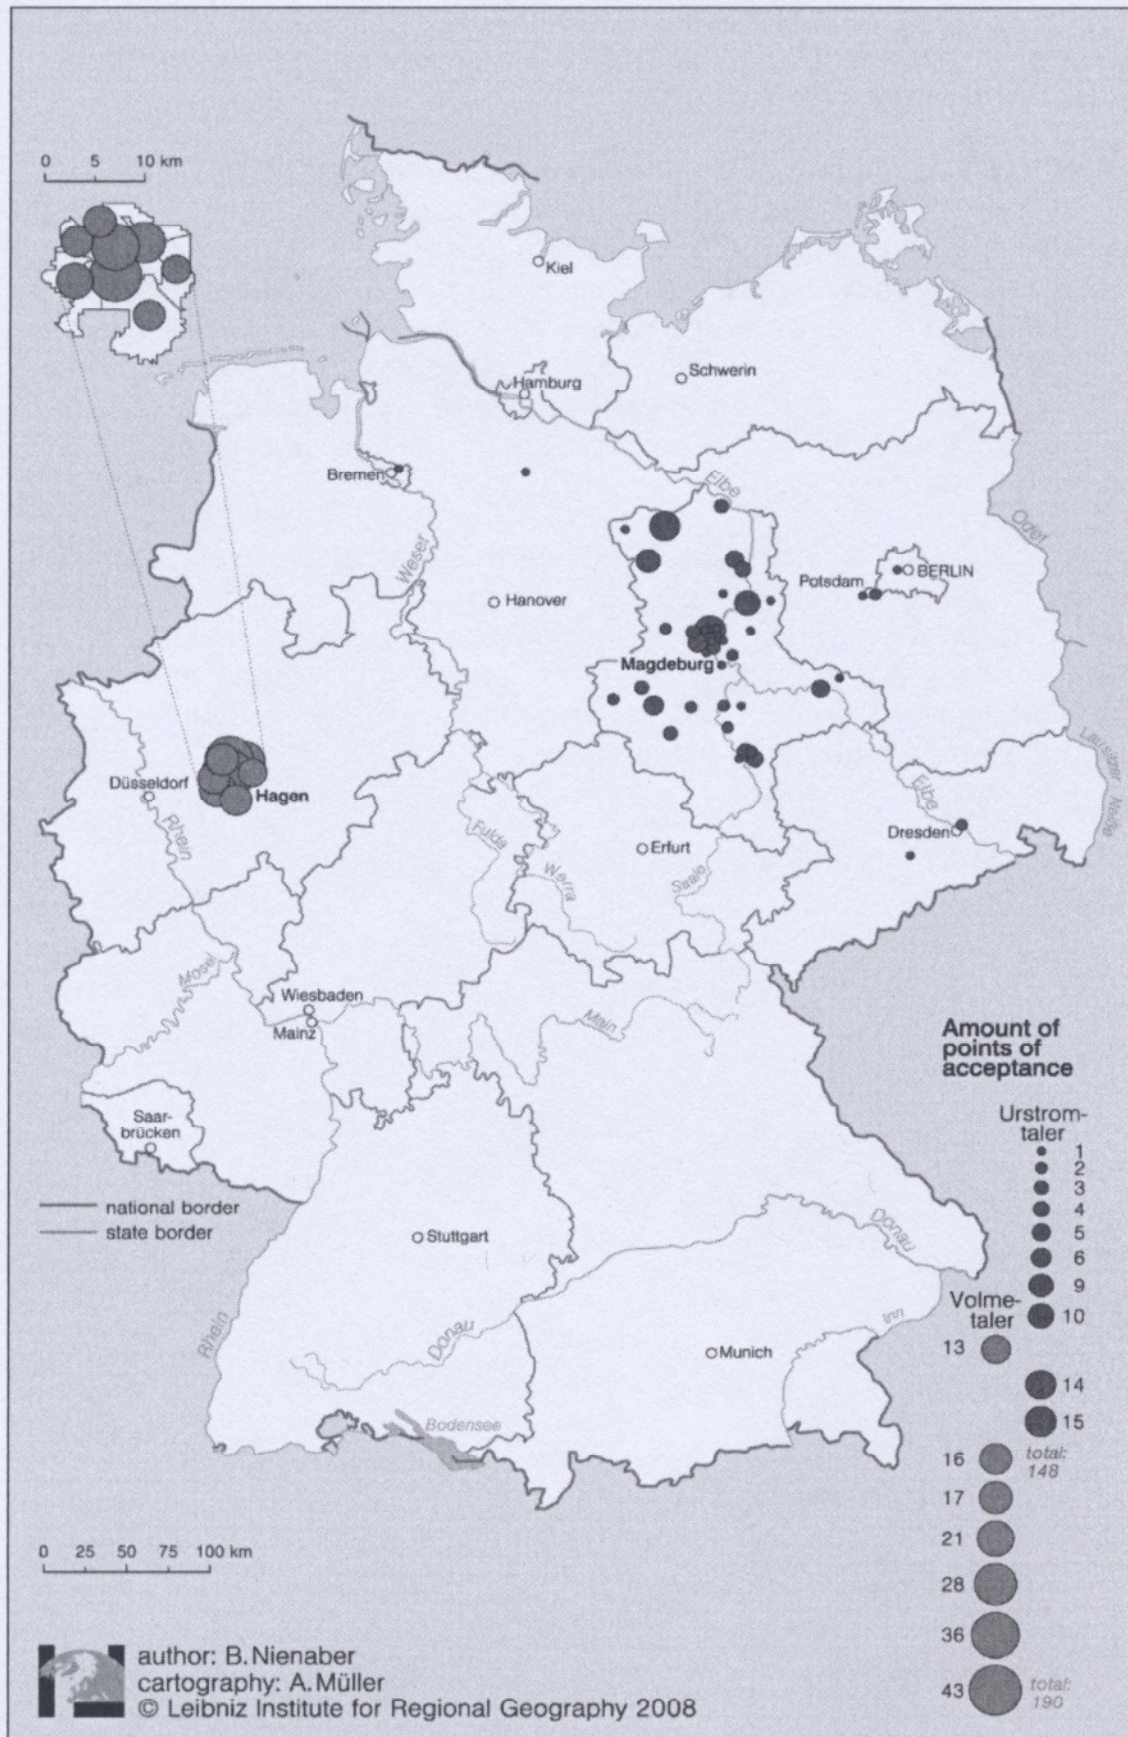 0 5 10 km
Kiel
Schwerin
Hamburg
Bremen
Elbe
Oder
Weser
Potsdam
BERLIN
Hanover
Magdeburg
Lausitzer Neiße
Düsseldorf
Hagen
Rhein
Elbe
Dresden
Fulda
Erfurt
Werra
Saale
Mosel
Wiesbaden
Mainz
Main
Amount of
points of
acceptance
Saar-
brücken
Urstrom-
taler
1
2
3
4
5
6
9
10
national border
state border
Stuttgart
Donau
Volme-
taler
Inn
Rhein
Donau
Munich
13
14
15
Bodensee
16
total:
148
17
21
28
36
43
total:
190
0 25 50 75 100 km
author: B. Nienaber
cartography: A. Müller
© Leibniz Institute for Regional Geography 2008